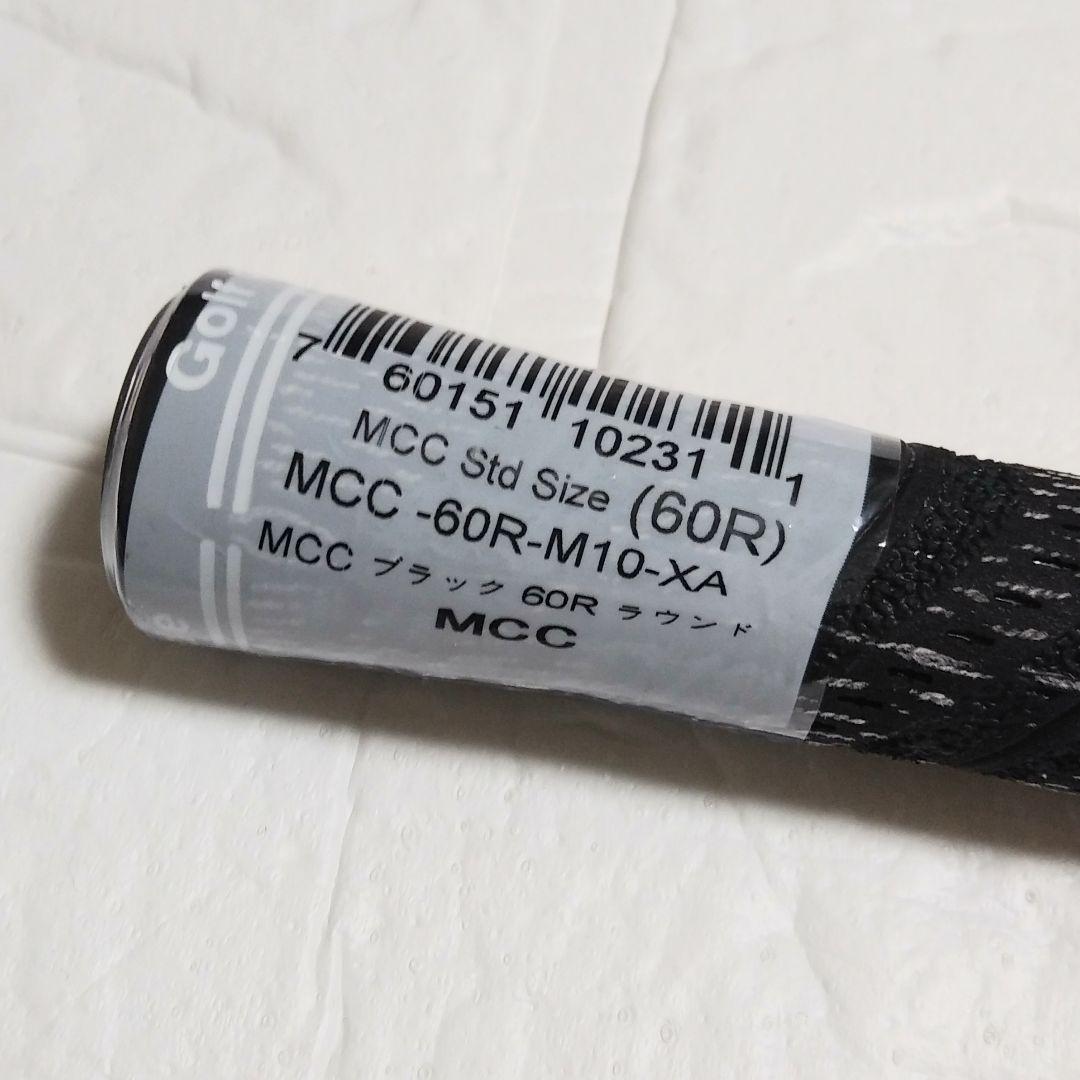 Golf
7 60151 10231 1
MCC Std Size (60R)
MCC -60R-M10-XA
MCC ブラック 60R ラウンド
MCC